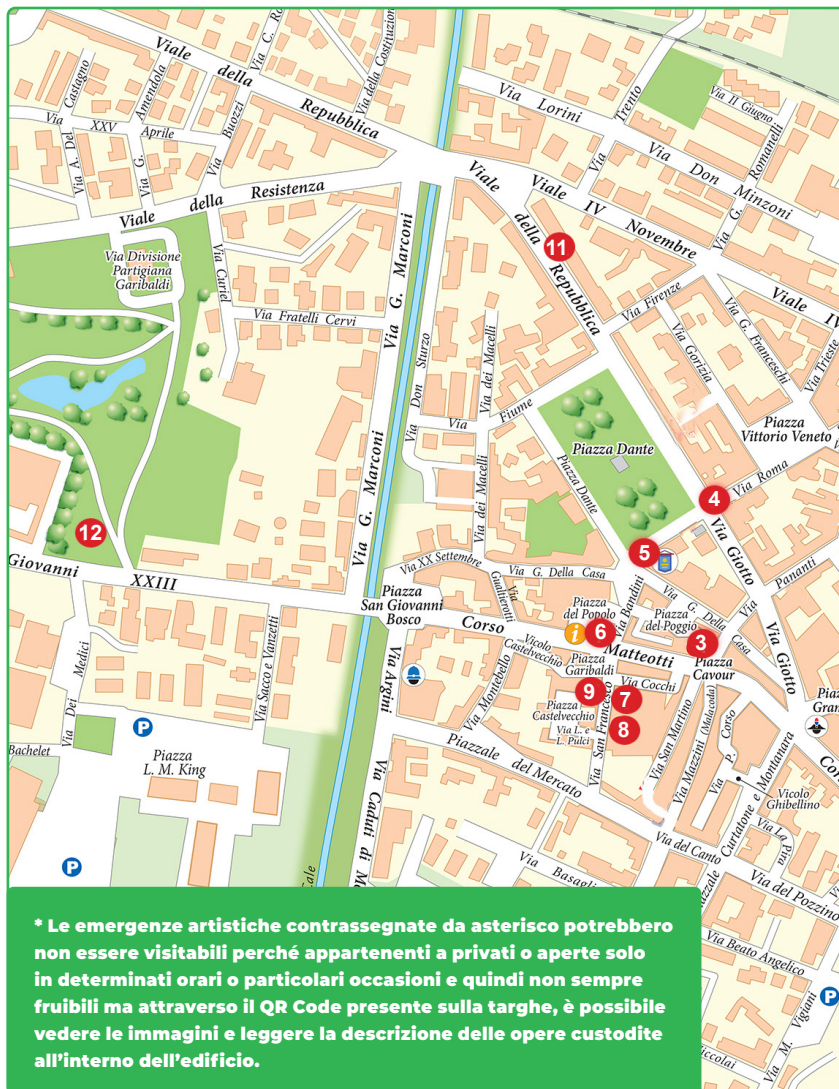 Viale
della
Repubblica
Via C. Ro
Via della Costituzion
Castagno
Via A. Del
Amendola
Via G.
Via
XXV
Aprile
Buozzi
Via
Viale
della
Resistenza
Via Divisione
Partigiana
Garibaldi
Via Curiel
Via Fratelli Cervi
Via G. Marconi
Via G. Marconi
Via Lorini
Trento
Via
Via II Giugno
Romanelli
Via G.
Via Don Minzoni
Viale
della
Repubblica
Viale
IV
Novembre
11
Viale IV
Via Firenze
Via Gorizia
Via G. Franceschi
Via Trieste
Piazza
Vittorio Veneto
Via Don Sturzo
Via dei Macelli
Via
Fiume
Via dei Macelli
Piazza Dante
Piazza Dante
Via Roma
4
5
12
Giovanni
XXIII
Via Giotto
Via Pananti
Via Giotto
Via XX Settembre
Via
Gualterotti
Via G. Della Casa
Via G. Della Casa
Piazza
San Giovanni
Bosco
Corso
Matteotti
Piazza
del Popolo
Via Bandini
Piazza
del Poggio
i
6
3
Vicolo
Castelvecchio
Piazza
Garibaldi
Piazza
Cavour
Via Cocchi
9
7
8
Piazza
Castelvecchio
Via L. e
L. Pulci
Via San Francesco
Via Montebello
Via Argini
Via Sacco e Vanzetti
Via Dei Medici
Bachelet
P
Piazza
L. M. King
P
Piazzale del Mercato
Via San Martino
Via Mazzini (Malacoda)
Via P. Corso
Curtatone e Montanara
Vicolo
Ghibellino
Piaz
Gran
Cor
Via La
Pira
Via del Canto
Via del Pozzino
Via Caduti di M
Via Basagli
azzale
Via Beato Angelico
Via M. Vigiani
P
iccolai
ale
* Le emergenze artistiche contrassegnate da asterisco potrebbero
non essere visitabili perché appartenenti a privati o aperte solo
in determinati orari o particolari occasioni e quindi non sempre
fruibili ma attraverso il QR Code presente sulla targhe, è possibile
vedere le immagini e leggere la descrizione delle opere custodite
all’interno dell’edificio.